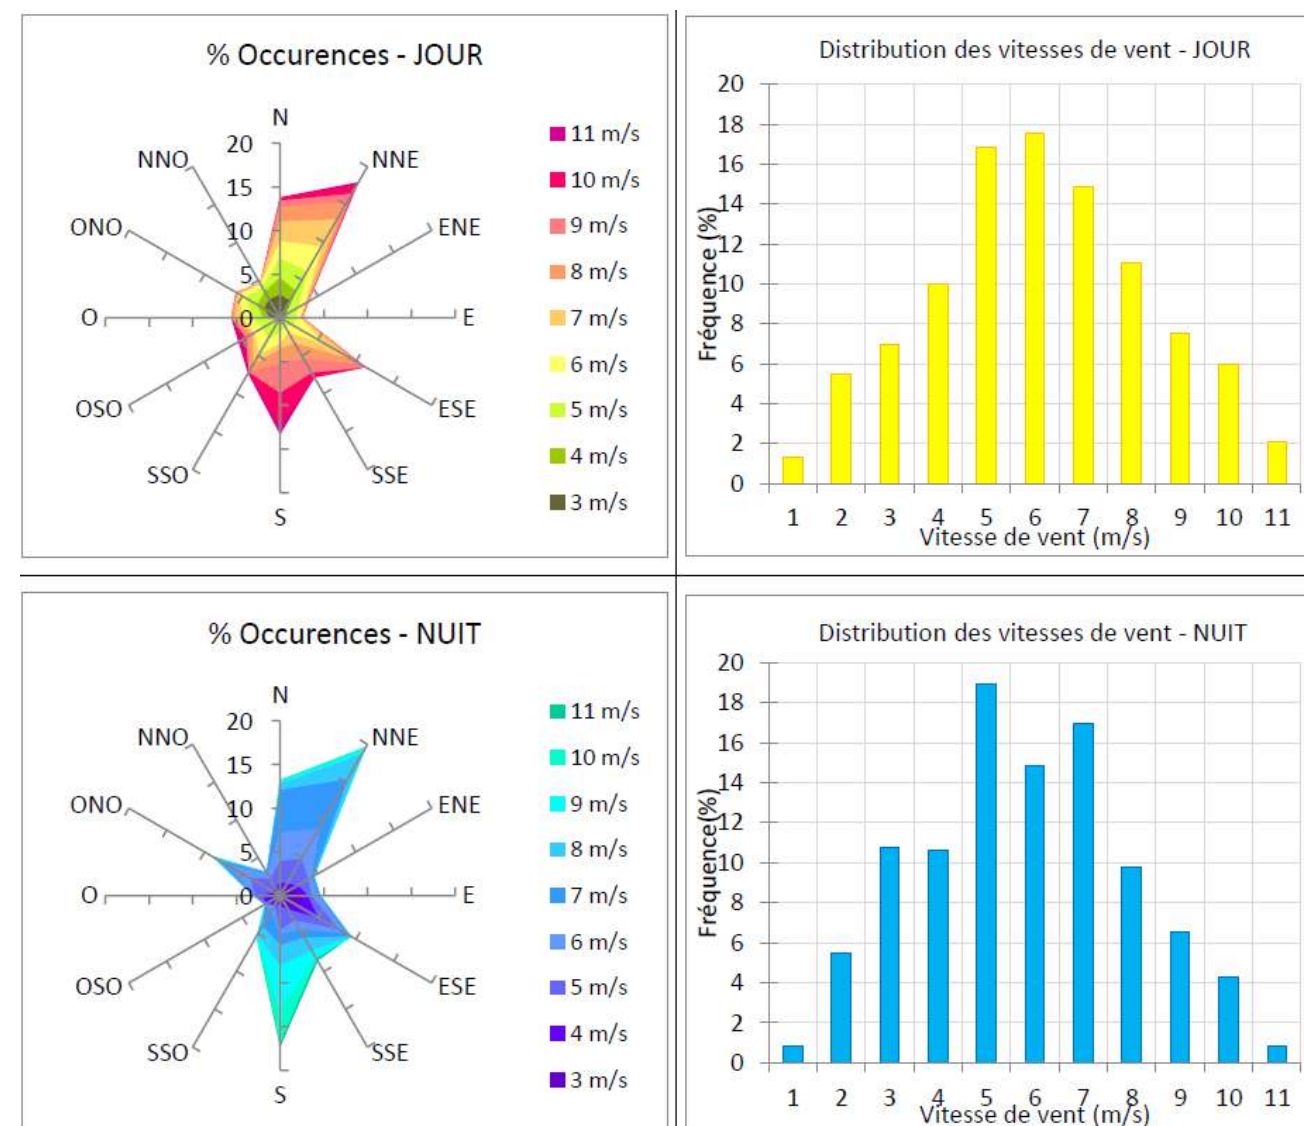 % Occurences - JOUR
N
NNE
ENE
E
ESE
SSE
S
SSO
OSO
O
ONO
NNO
20
15
10
5
0
11 m/s
10 m/s
9 m/s
8 m/s
7 m/s
6 m/s
5 m/s
4 m/s
3 m/s
Distribution des vitesses de vent - JOUR
Fréquence (%)
20
18
16
14
12
10
8
6
4
2
0
1 2 3 4 5 6 7 8 9 10 11
Vitesse de vent (m/s)
% Occurences - NUIT
N
NNE
ENE
E
ESE
SSE
S
SSO
OSO
O
ONO
NNO
20
15
10
5
0
11 m/s
10 m/s
9 m/s
8 m/s
7 m/s
6 m/s
5 m/s
4 m/s
3 m/s
Distribution des vitesses de vent - NUIT
Fréquence(%)
20
18
16
14
12
10
8
6
4
2
0
1 2 3 4 5 6 7 8 9 10 11
Vitesse de vent (m/s)